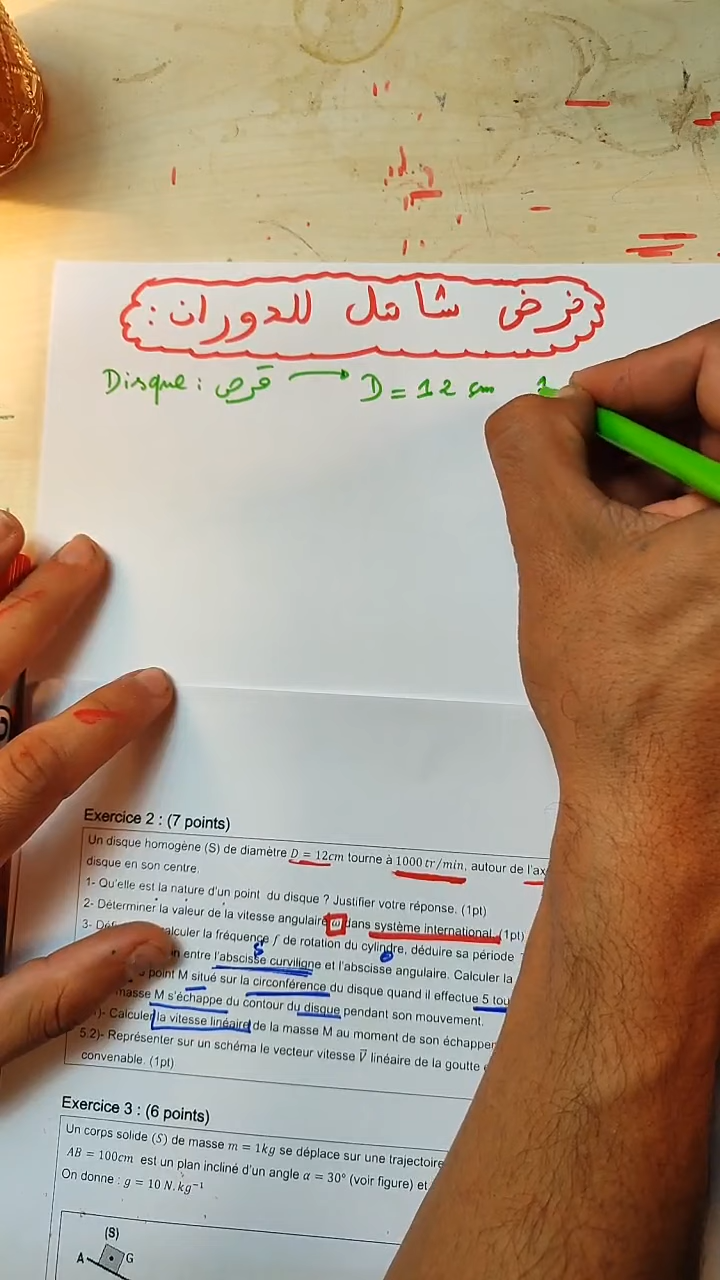 فرض شامل للدوران :
Disque : قرص → D = 12 cm 1
Exercice 2 : (7 points)
Un disque homogène (S) de diamètre D = 12cm tourne à 1000 tr/min, autour de l'ax
disque en son centre.
1- Qu'elle est la nature d'un point du disque ? Justifier votre réponse. (1pt)
2- Déterminer la valeur de la vitesse angulaire ω dans système international. (1pt)
3- calculer la fréquence f de rotation du cylindre, déduire sa période
S θ
entre l'abscisse curviligne et l'abscisse angulaire. Calculer la
point M situé sur la circonférence du disque quand il effectue 5 tou
masse M s'échappe du contour du disque pendant son mouvement.
)- Calculer la vitesse linéaire de la masse M au moment de son échapper
5.2)- Représenter sur un schéma le vecteur vitesse V⃗ linéaire de la goutte
convenable. (1pt)
Exercice 3 : (6 points)
Un corps solide (S) de masse m = 1kg se déplace sur une trajectoire
AB = 100cm est un plan incliné d'un angle α = 30° (voir figure) et
On donne : g = 10 N.kg⁻¹
(S)
A G